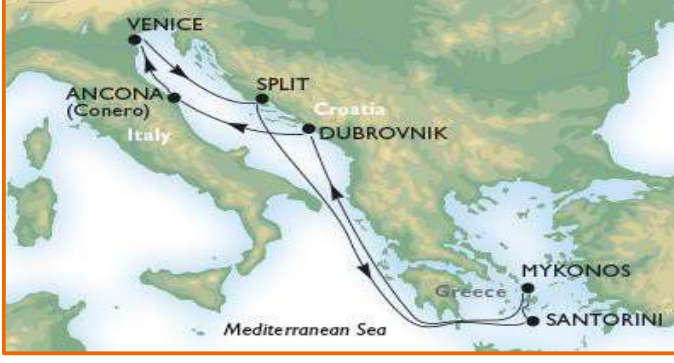 VENICE
SPLIT
ANCONA
(Conero)
Croatia
Italy
DUBROVNIK
MYKONOS
Greece
SANTORINI
Mediterranean Sea